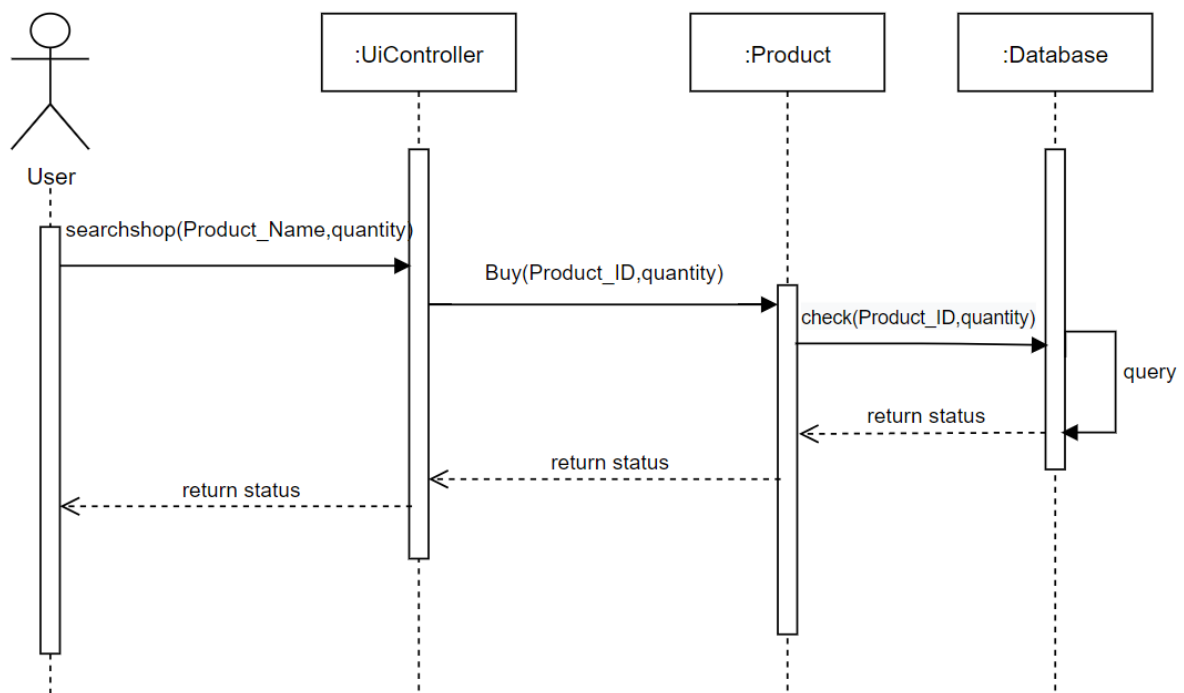 :UiController
:Product
:Database
User
searchshop(Product_Name,quantity)
Buy(Product_ID,quantity)
check(Product_ID,quantity)
query
return status
return status
return status